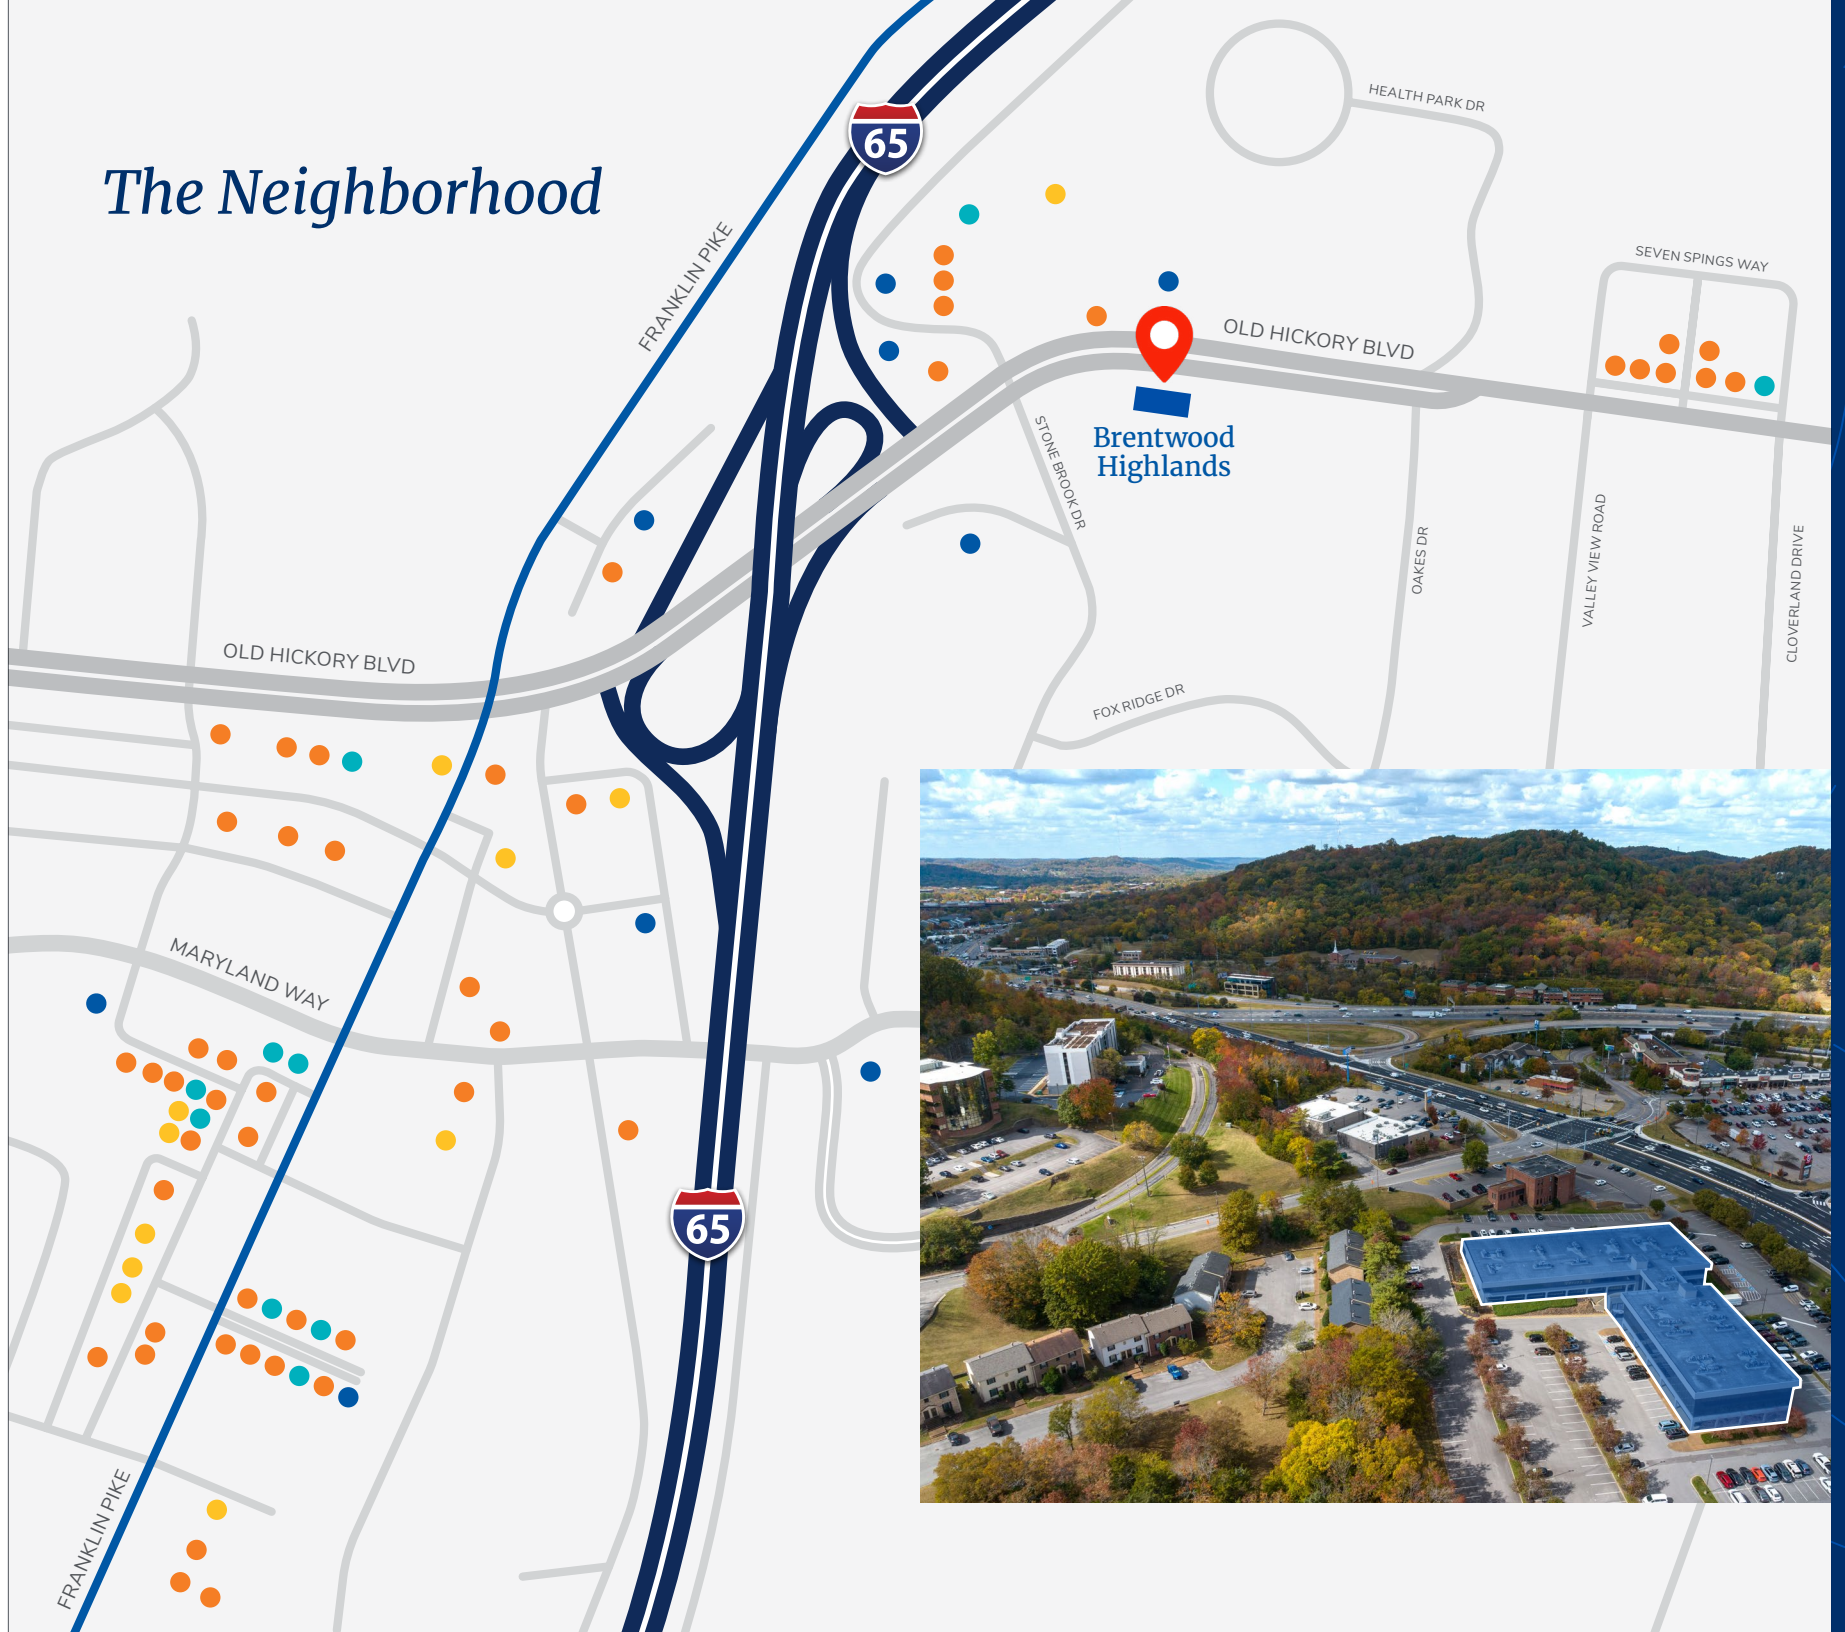 The Neighborhood
65
HEALTH PARK DR
FRANKLIN PIKE
SEVEN SPINGS WAY
OLD HICKORY BLVD
Brentwood
Highlands
STONE BROOK DR
OAKES DR
VALLEY VIEW ROAD
CLOVERLAND DRIVE
OLD HICKORY BLVD
FOX RIDGE DR
MARYLAND WAY
65
FRANKLIN PIKE